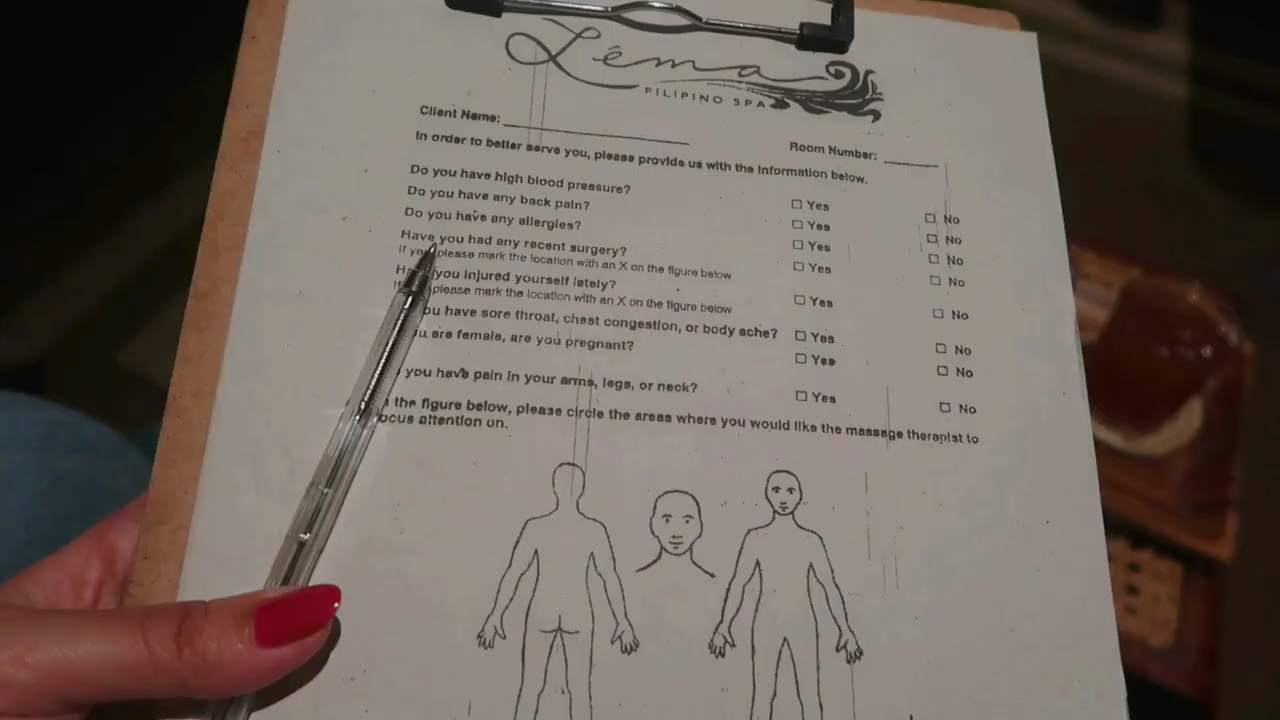 Léma
FILIPINO SPA
Client Name: Room Number:
In order to better serve you, please provide us with the information below.
Do you have high blood pressure? Yes No
Do you have any back pain? Yes No
Do you have any allergies? Yes No
Have you had any recent surgery? Yes No
If yes please mark the location with an X on the figure below
you injured yourself lately? Yes No
please mark the location with an X on the figure below
have sore throat, chest congestion, or body ache? Yes No
are female, are you pregnant? Yes No
you have pain in your arms, legs, or neck? Yes No
the figure below, please circle the areas where you would like the massage therapist to
attention on.